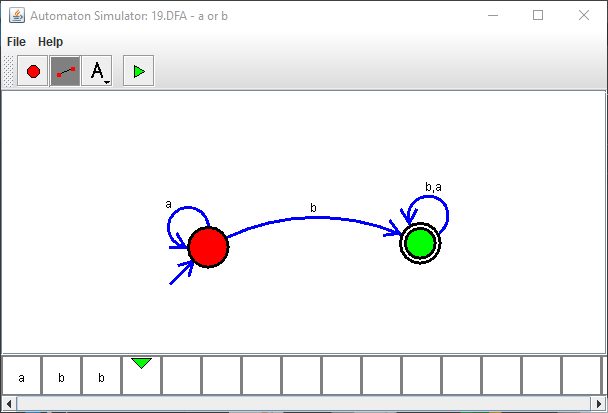 Automaton Simulator: 19.DFA - a or b
File Help
A
b,a
a
b
a b b